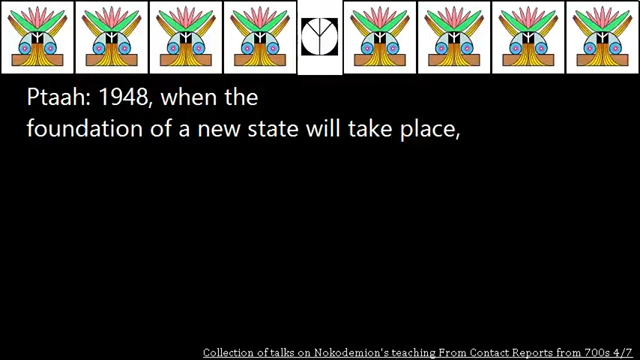 Ptaah: 1948, when the
foundation of a new state will take place,
Collection of talks on Nokodemion's teaching From Contact Reports from 700s 4/7